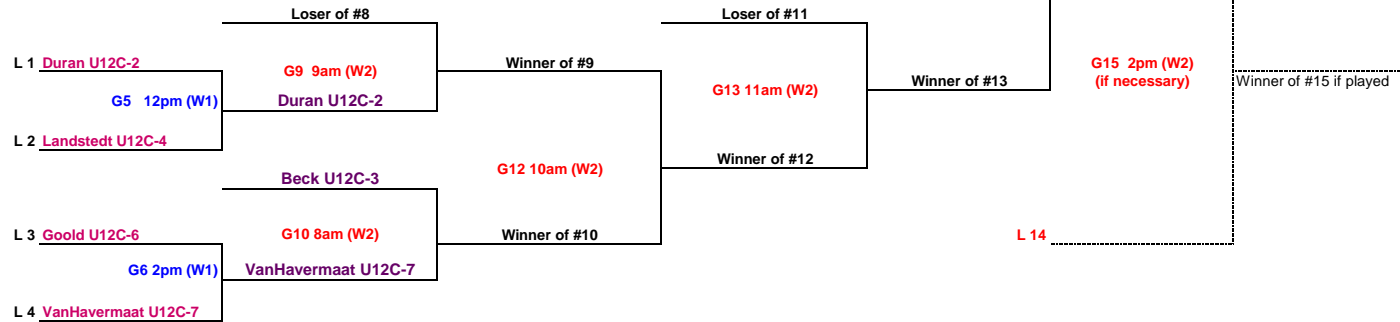 Loser of #8
Loser of #11
L 1 Duran U12C-2
G9 9am (W2)
Winner of #9
G15 2pm (W2)
(if necessary)
Winner of #13
Winner of #15 if played
G13 11am (W2)
G5 12pm (W1)
Duran U12C-2
L 2 Landstedt U12C-4
Winner of #12
G12 10am (W2)
Beck U12C-3
L 3 Goold U12C-6
G10 8am (W2)
Winner of #10
L 14
G6 2pm (W1)
VanHavermaat U12C-7
L 4 VanHavermaat U12C-7